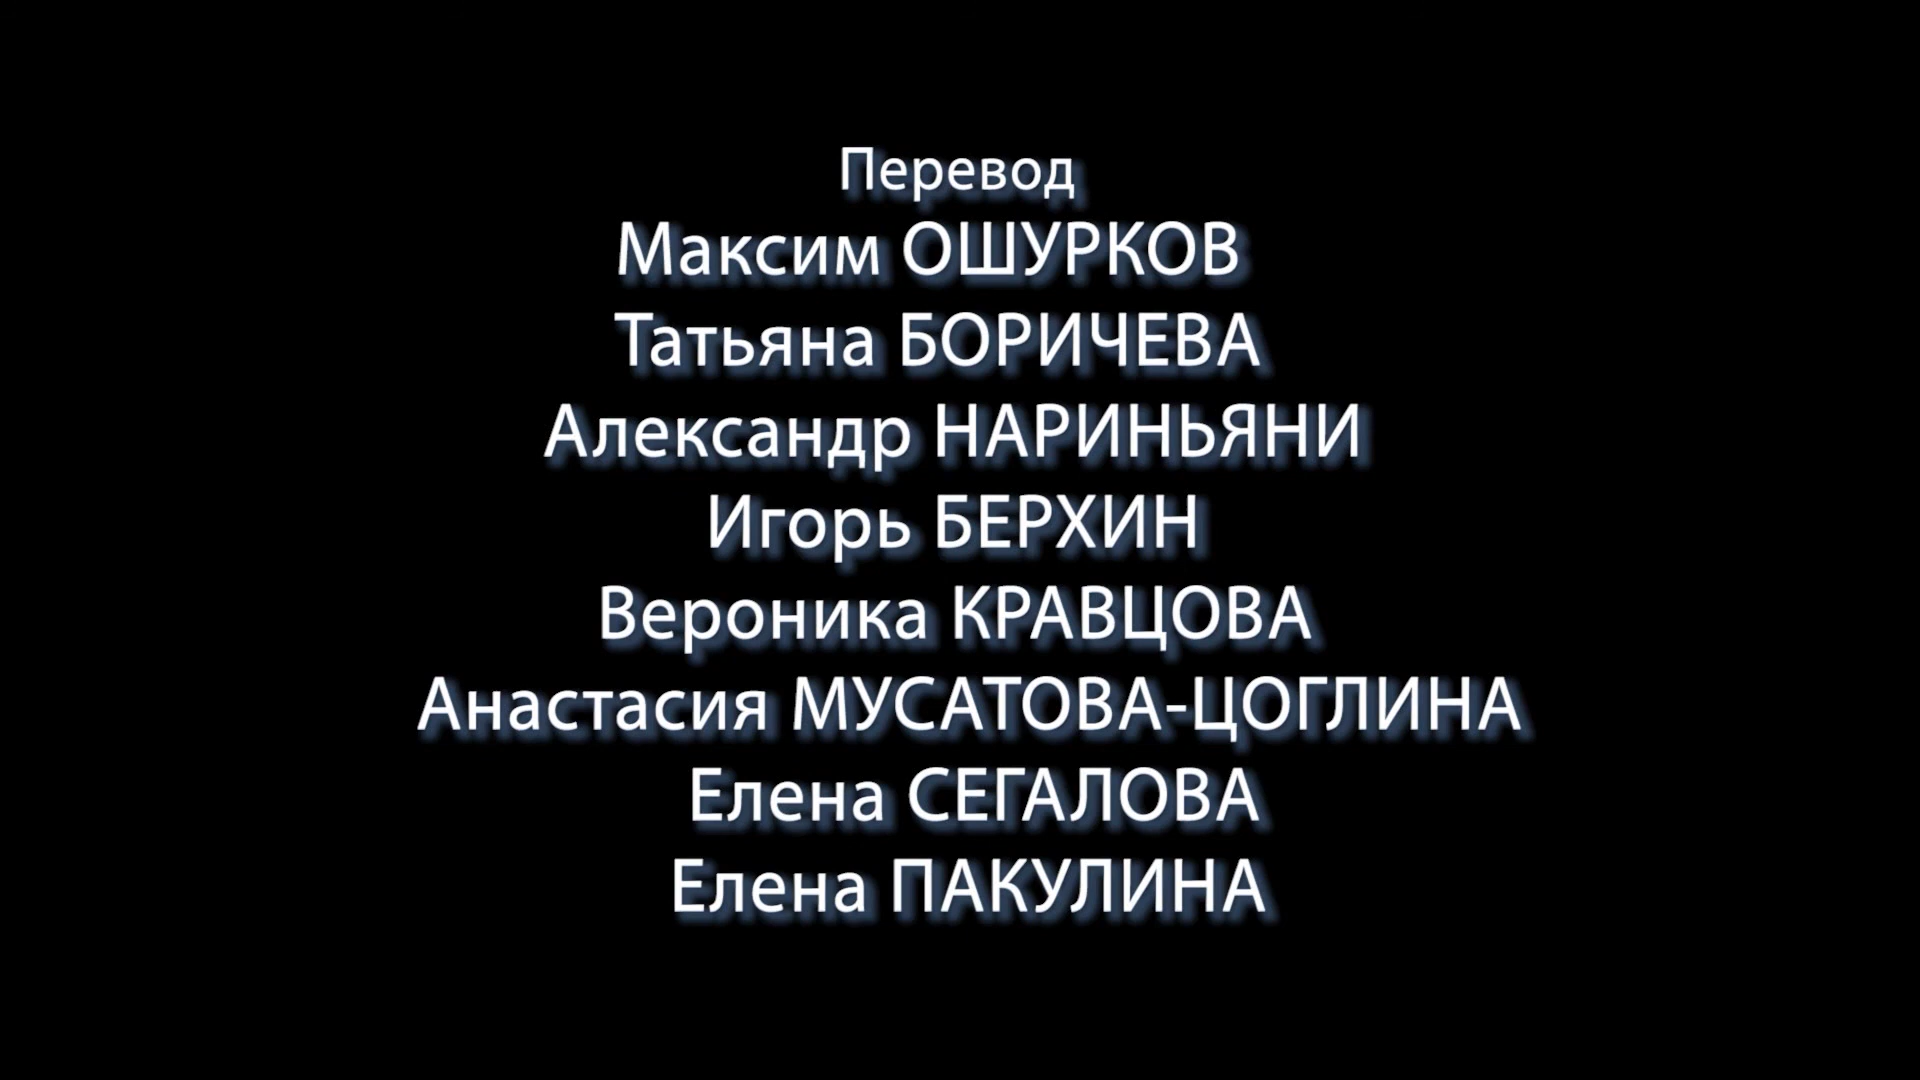 Перевод
Максим ОШУРКОВ
Татьяна БОРИЧЕВА
Александр НАРИНЬЯНИ
Игорь БЕРХИН
Вероника КРАВЦОВА
Анастасия МУСАТОВА-ЦОГЛИНА
Елена СЕГАЛОВА
Елена ПАКУЛИНА